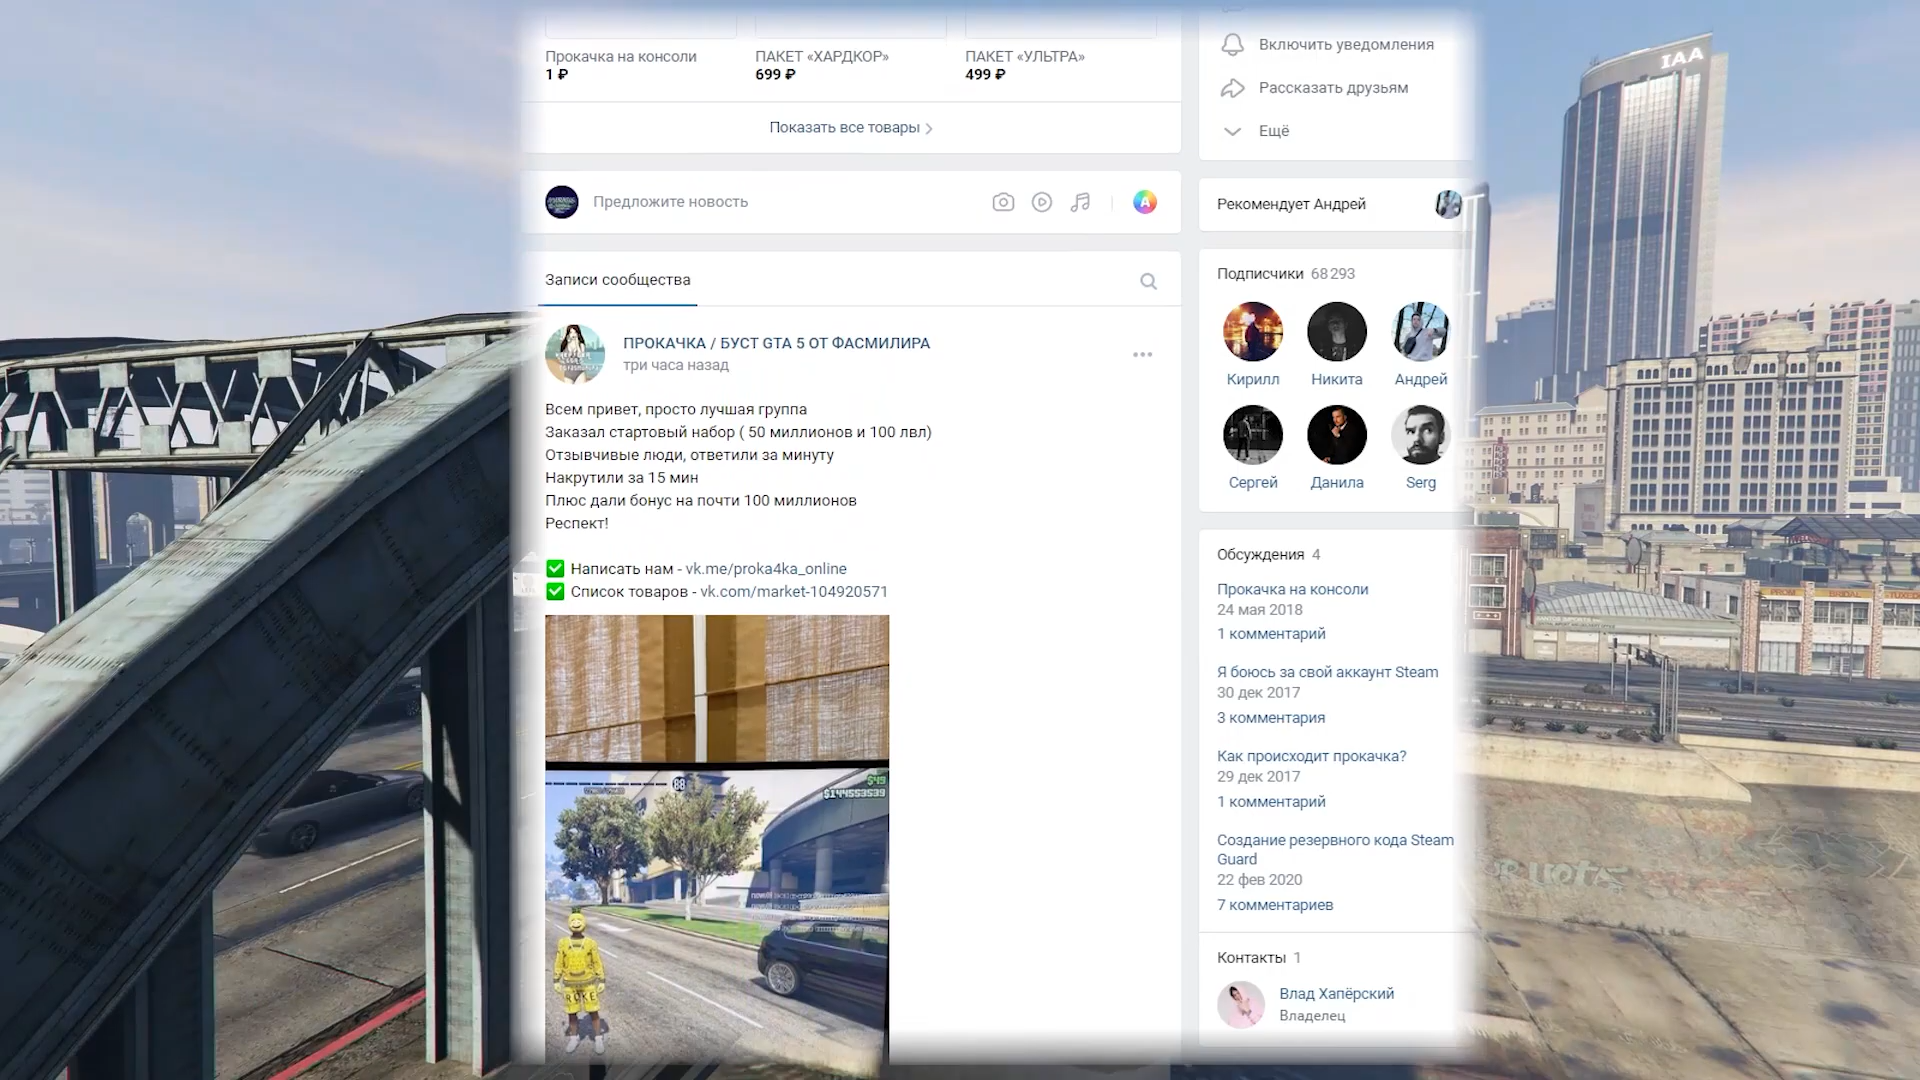 Прокачка на консоли
1 ₽
ПАКЕТ «ХАРДКОР»
699 ₽
ПАКЕТ «УЛЬТРА»
499 ₽
Показать все товары
Предложите новость
Записи сообщества
ПРОКАЧКА / БУСТ GTA 5 ОТ ФАСМИЛИРА
три часа назад
Всем привет, просто лучшая группа
Заказал стартовый набор ( 50 миллионов и 100 лвл)
Отзывчивые люди, ответили за минуту
Накрутили за 15 мин
Плюс дали бонус на почти 100 миллионов
Респект!
✅ Написать нам - vk.me/proka4ka_online
✅ Список товаров - vk.com/market-104920571
88
$144553539
Включить уведомления
Рассказать друзьям
Ещё
Рекомендует Андрей
Подписчики 68 293
Кирилл
Никита
Андрей
Сергей
Данила
Serg
Обсуждения 4
Прокачка на консоли
24 мая 2018
1 комментарий
Я боюсь за свой аккаунт Steam
30 дек 2017
3 комментария
Как происходит прокачка?
29 дек 2017
1 комментарий
Создание резервного кода Steam
Guard
22 фев 2020
7 комментариев
Контакты 1
Влад Хапёрский
Владелец
IAA
PROM
BRIDAL